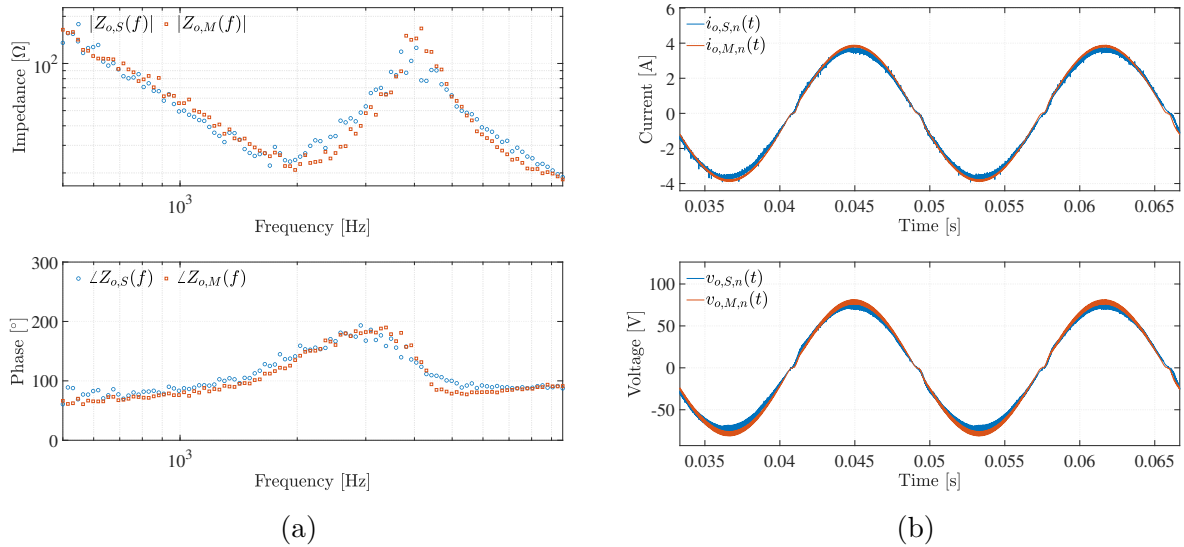 |Z_{o,S}(f)| |Z_{o,M}(f)|
10^2
Impedance [Ω]
10^3
Frequency [Hz]
∠Z_{o,S}(f) ∠Z_{o,M}(f)
300
200
100
0
Phase [°]
10^3
Frequency [Hz]
(a)
i_{o,S,n}(t)
i_{o,M,n}(t)
4
2
0
-2
-4
Current [A]
0.035 0.04 0.045 0.05 0.055 0.06 0.065
Time [s]
v_{o,S,n}(t)
v_{o,M,n}(t)
100
50
0
-50
Voltage [V]
0.035 0.04 0.045 0.05 0.055 0.06 0.065
Time [s]
(b)